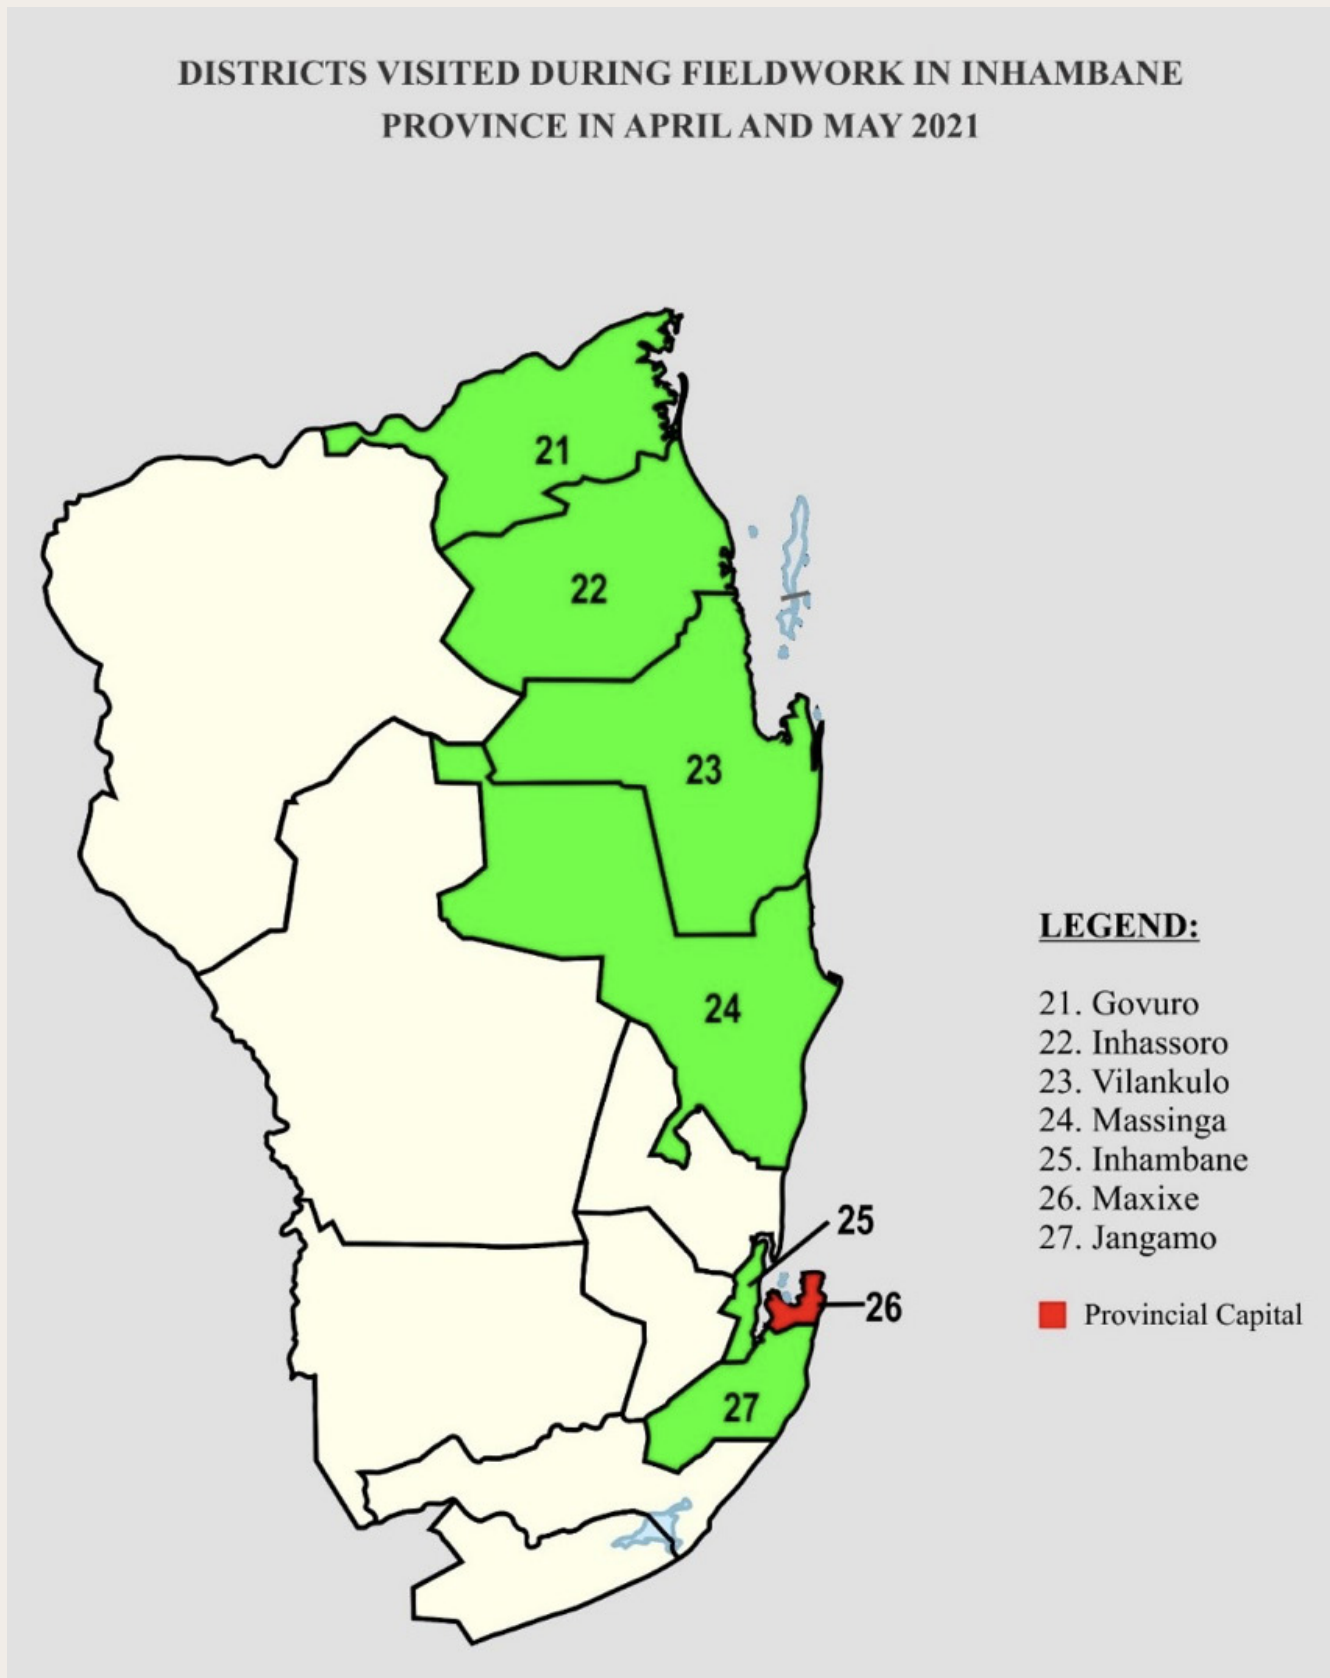 DISTRICTS VISITED DURING FIELDWORK IN INHAMBANE
PROVINCE IN APRIL AND MAY 2021
21
22
23
24
25
26
27
LEGEND:
21. Govuro
22. Inhassoro
23. Vilankulo
24. Massinga
25. Inhambane
26. Maxixe
27. Jangamo
Provincial Capital